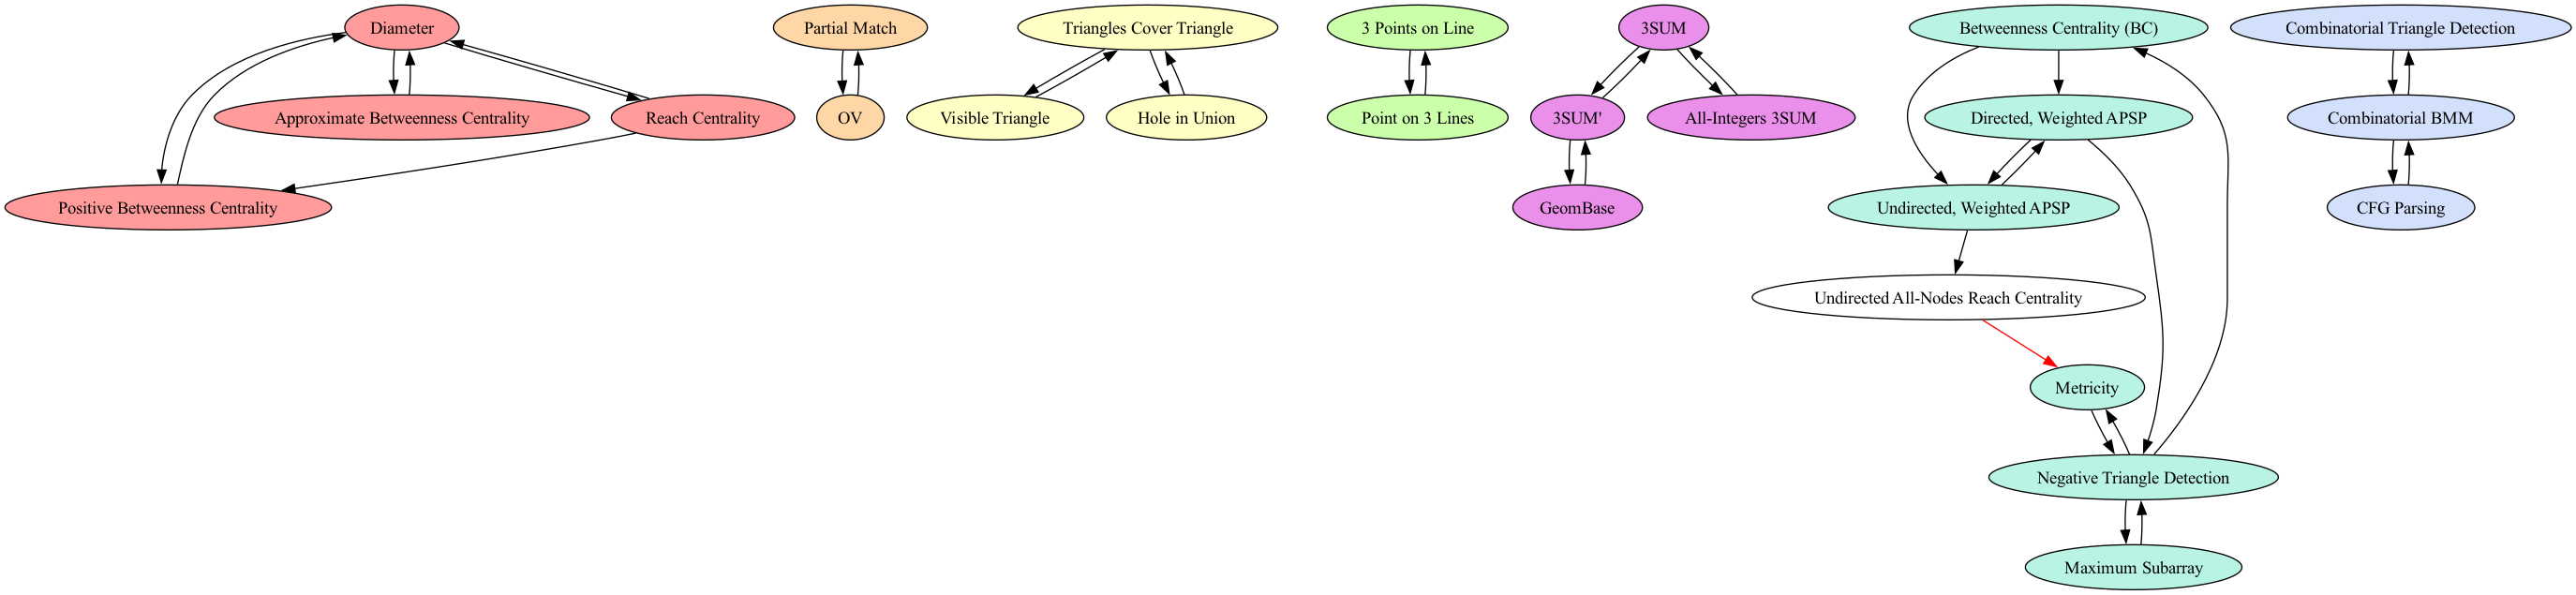 Diameter
Partial Match
Triangles Cover Triangle
3 Points on Line
3SUM
Betweenness Centrality (BC)
Combinatorial Triangle Detection
Approximate Betweenness Centrality
Reach Centrality
OV
Visible Triangle
Hole in Union
Point on 3 Lines
3SUM'
All-Integers 3SUM
Directed, Weighted APSP
Combinatorial BMM
Positive Betweenness Centrality
GeomBase
Undirected, Weighted APSP
CFG Parsing
Undirected All-Nodes Reach Centrality
Metricity
Negative Triangle Detection
Maximum Subarray